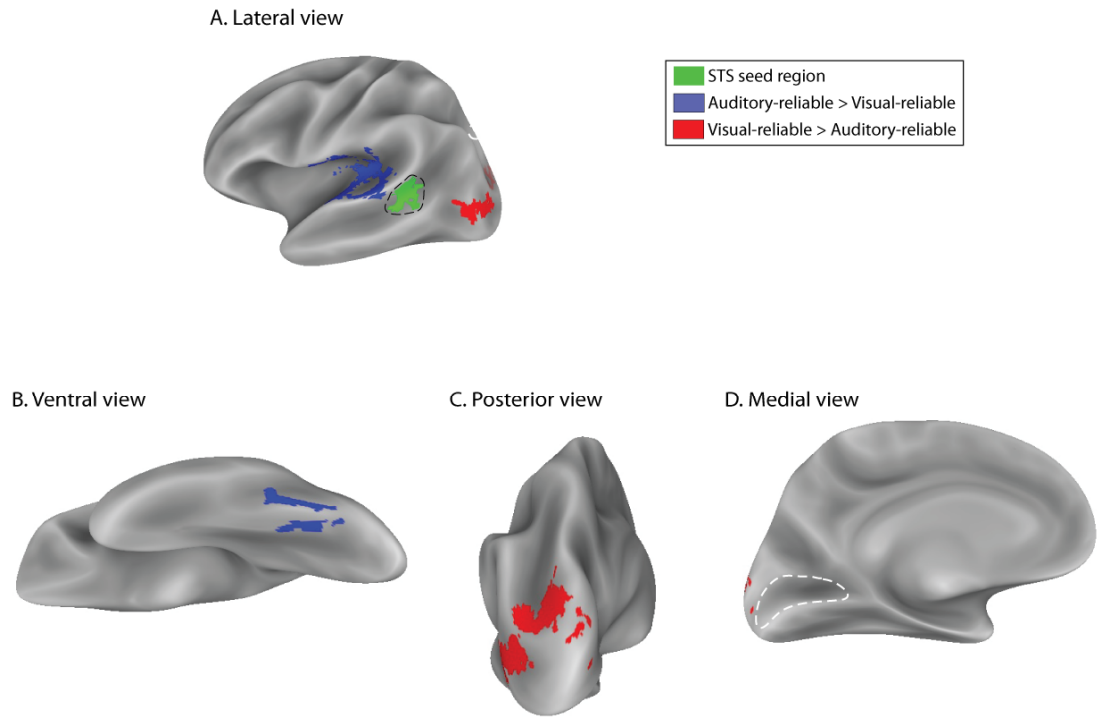 A. Lateral view
STS seed region
Auditory-reliable > Visual-reliable
Visual-reliable > Auditory-reliable
B. Ventral view
C. Posterior view
D. Medial view